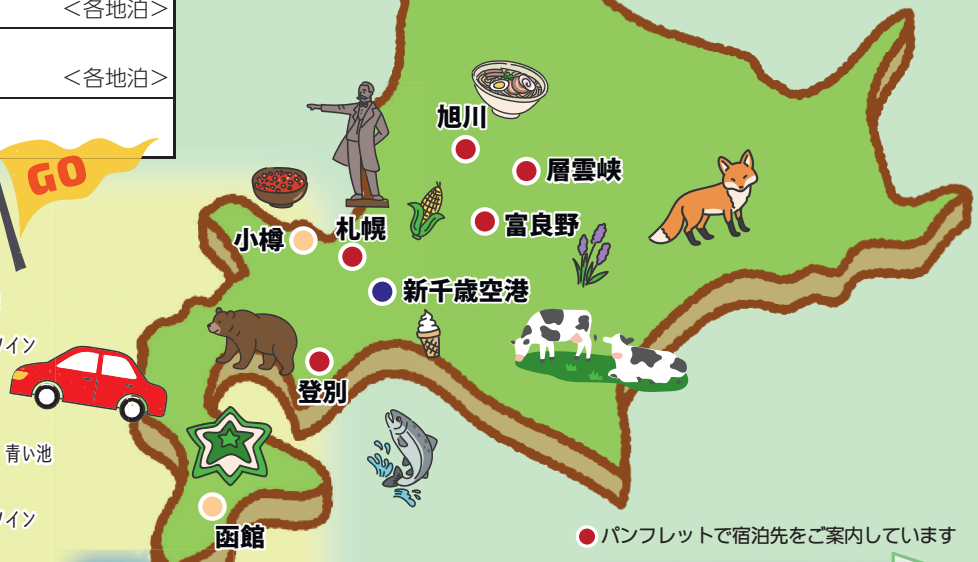 <各地泊>
<各地泊>
GO
旭川
層雲峡
富良野
小樽
札幌
新千歳空港
登別
青い池
函館
パンフレットで宿泊先をご案内しています